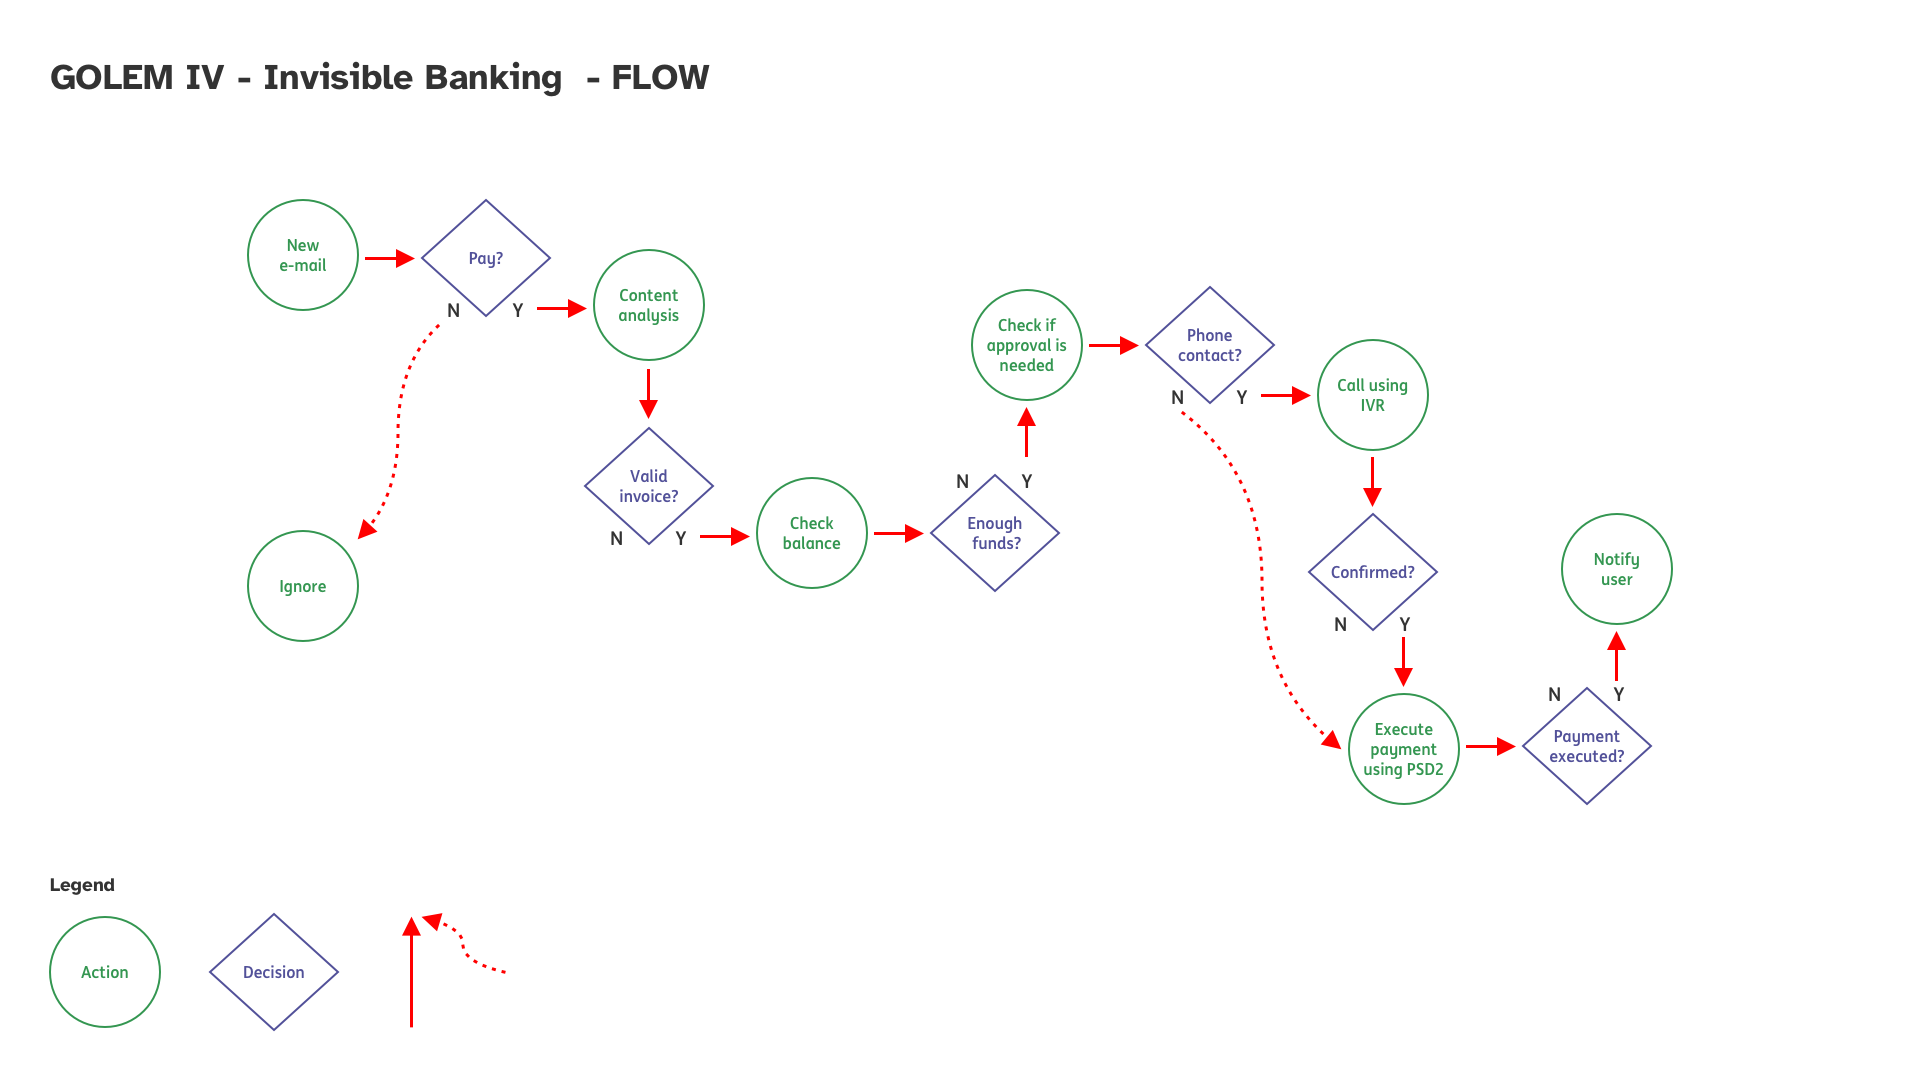 GOLEM IV - Invisible Banking  - FLOW
New
e-mail
Pay?
N
Y
Content
analysis
Ignore
Valid
invoice?
N
Y
Check
balance
N
Y
Enough
funds?
Check if
approval is
needed
Phone
contact?
N
Y
Call using
IVR
Confirmed?
N
Y
Execute
payment
using PSD2
N
Y
Payment
executed?
Notify
user
Legend
Action
Decision